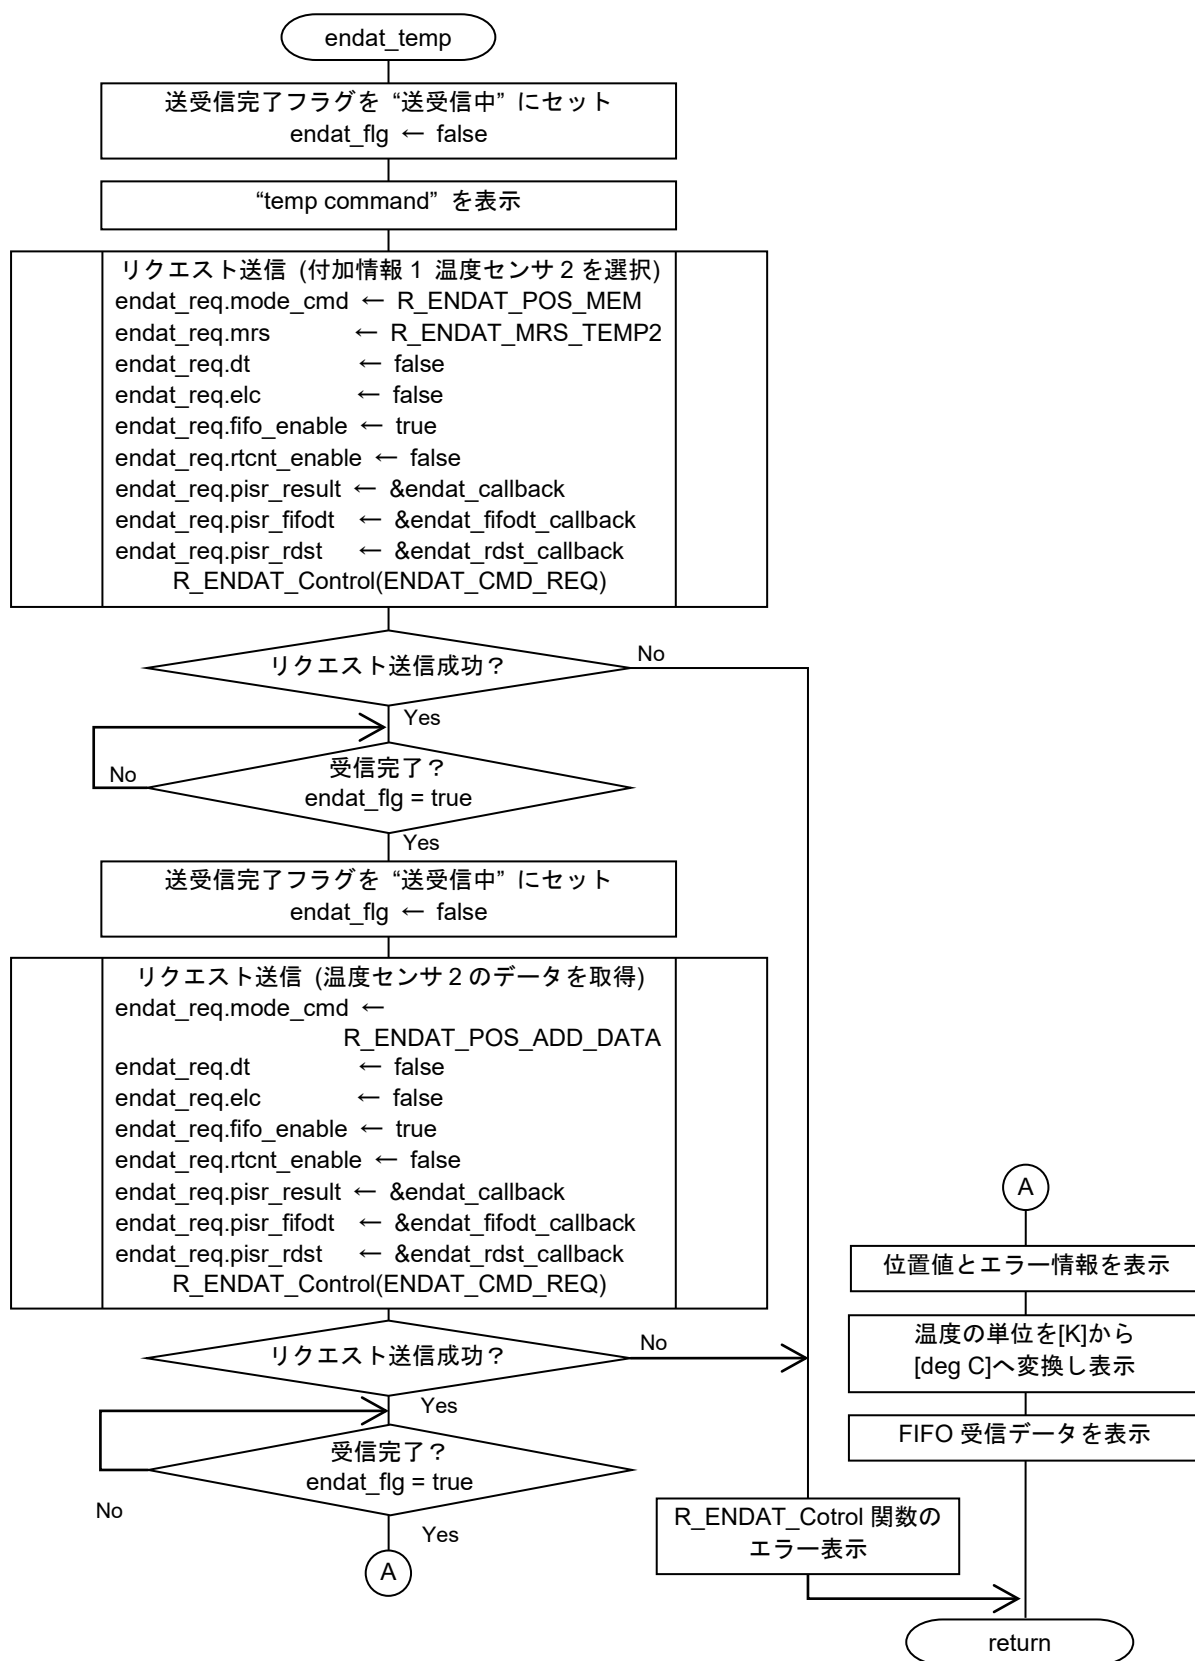 endat_temp
送受信完了フラグを “送受信中” にセット
endat_flg ← false
“temp command” を表示
リクエスト送信 (付加情報1 温度センサ2を選択)
endat_req.mode_cmd ← R_ENDAT_POS_MEM
endat_req.mrs ← R_ENDAT_MRS_TEMP2
endat_req.dt ← false
endat_req.elc ← false
endat_req.fifo_enable ← true
endat_req.rtcnt_enable ← false
endat_req.pisr_result ← &endat_callback
endat_req.pisr_fifodt ← &endat_fifodt_callback
endat_req.pisr_rdst ← &endat_rdst_callback
R_ENDAT_Control(ENDAT_CMD_REQ)
リクエスト送信成功？
No
Yes
受信完了？
endat_flg = true
No
Yes
送受信完了フラグを “送受信中” にセット
endat_flg ← false
リクエスト送信 (温度センサ2のデータを取得)
endat_req.mode_cmd ←
R_ENDAT_POS_ADD_DATA
endat_req.dt ← false
endat_req.elc ← false
endat_req.fifo_enable ← true
endat_req.rtcnt_enable ← false
endat_req.pisr_result ← &endat_callback
endat_req.pisr_fifodt ← &endat_fifodt_callback
endat_req.pisr_rdst ← &endat_rdst_callback
R_ENDAT_Control(ENDAT_CMD_REQ)
リクエスト送信成功？
No
Yes
受信完了？
endat_flg = true
No
Yes
A
R_ENDAT_Cotrol 関数の
エラー表示
A
位置値とエラー情報を表示
温度の単位を[K]から
[deg C]へ変換し表示
FIFO 受信データを表示
return